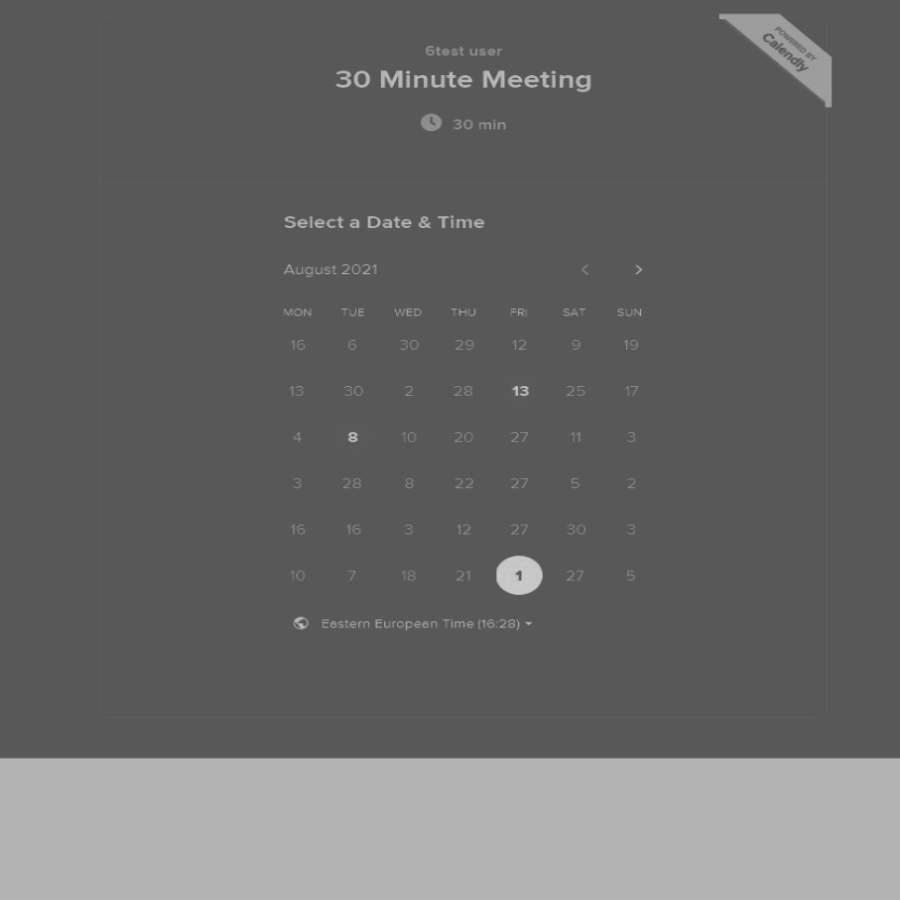 POWERED BY
Calendly
6test user
30 Minute Meeting
30 min
Select a Date & Time
August 2021
MON TUE WED THU FRI SAT SUN
16 6 30 29 12 9 19
13 30 2 28 13 25 17
4 8 10 20 27 11 3
3 28 8 22 27 5 2
16 16 3 12 27 30 3
10 7 18 21 1 27 5
Eastern European Time (16:28)